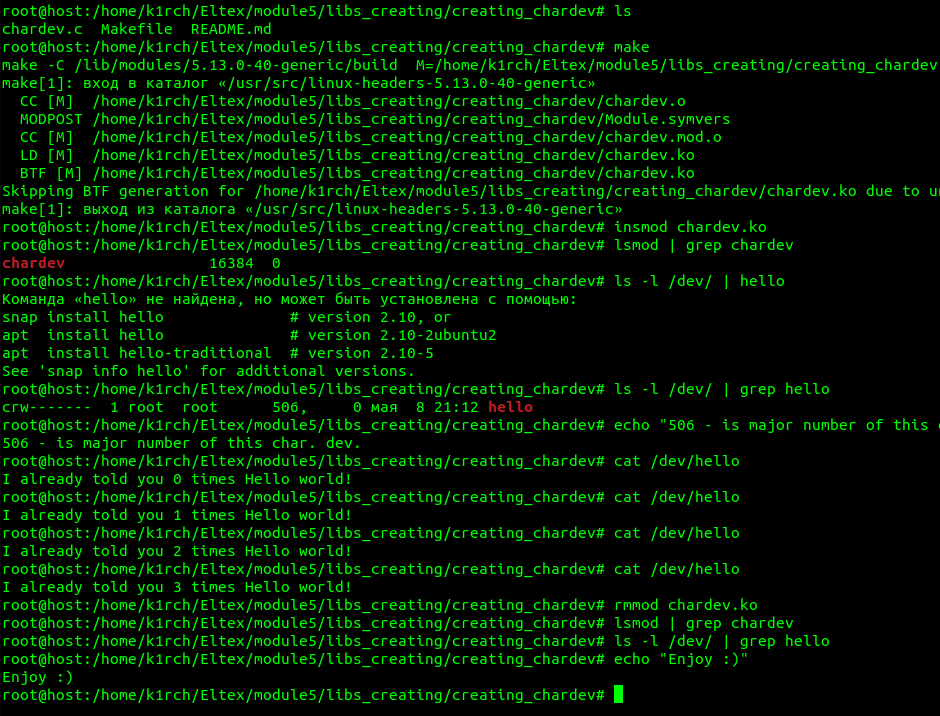 root@host:/home/k1rch/Eltex/module5/libs_creating/creating_chardev# ls
chardev.c  Makefile  README.md
root@host:/home/k1rch/Eltex/module5/libs_creating/creating_chardev# make
make -C /lib/modules/5.13.0-40-generic/build  M=/home/k1rch/Eltex/module5/libs_creating/creating_chardev
make[1]: вход в каталог «/usr/src/linux-headers-5.13.0-40-generic»
  CC [M]  /home/k1rch/Eltex/module5/libs_creating/creating_chardev/chardev.o
  MODPOST /home/k1rch/Eltex/module5/libs_creating/creating_chardev/Module.symvers
  CC [M]  /home/k1rch/Eltex/module5/libs_creating/creating_chardev/chardev.mod.o
  LD [M]  /home/k1rch/Eltex/module5/libs_creating/creating_chardev/chardev.ko
  BTF [M] /home/k1rch/Eltex/module5/libs_creating/creating_chardev/chardev.ko
Skipping BTF generation for /home/k1rch/Eltex/module5/libs_creating/creating_chardev/chardev.ko due to
make[1]: выход из каталога «/usr/src/linux-headers-5.13.0-40-generic»
root@host:/home/k1rch/Eltex/module5/libs_creating/creating_chardev# insmod chardev.ko
root@host:/home/k1rch/Eltex/module5/libs_creating/creating_chardev# lsmod | grep chardev
chardev                16384  0
root@host:/home/k1rch/Eltex/module5/libs_creating/creating_chardev# ls -l /dev/ | hello
Команда «hello» не найдена, но может быть установлена с помощью:
snap install hello              # version 2.10, or
apt  install hello              # version 2.10-2ubuntu2
apt  install hello-traditional  # version 2.10-5
See 'snap info hello' for additional versions.
root@host:/home/k1rch/Eltex/module5/libs_creating/creating_chardev# ls -l /dev/ | grep hello
crw-------  1 root  root      506,     0 мая  8 21:12 hello
root@host:/home/k1rch/Eltex/module5/libs_creating/creating_chardev# echo "506 - is major number of this
506 - is major number of this char. dev.
root@host:/home/k1rch/Eltex/module5/libs_creating/creating_chardev# cat /dev/hello
I already told you 0 times Hello world!
root@host:/home/k1rch/Eltex/module5/libs_creating/creating_chardev# cat /dev/hello
I already told you 1 times Hello world!
root@host:/home/k1rch/Eltex/module5/libs_creating/creating_chardev# cat /dev/hello
I already told you 2 times Hello world!
root@host:/home/k1rch/Eltex/module5/libs_creating/creating_chardev# cat /dev/hello
I already told you 3 times Hello world!
root@host:/home/k1rch/Eltex/module5/libs_creating/creating_chardev# rmmod chardev.ko
root@host:/home/k1rch/Eltex/module5/libs_creating/creating_chardev# lsmod | grep chardev
root@host:/home/k1rch/Eltex/module5/libs_creating/creating_chardev# ls -l /dev/ | grep hello
root@host:/home/k1rch/Eltex/module5/libs_creating/creating_chardev# echo "Enjoy :)"
Enjoy :)
root@host:/home/k1rch/Eltex/module5/libs_creating/creating_chardev#